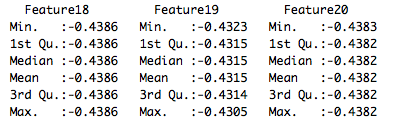 Feature18 Feature19 Feature20
Min. :-0.4386 Min. :-0.4323 Min. :-0.4383
1st Qu.:-0.4386 1st Qu.:-0.4315 1st Qu.:-0.4382
Median :-0.4386 Median :-0.4315 Median :-0.4382
Mean :-0.4386 Mean :-0.4315 Mean :-0.4382
3rd Qu.:-0.4386 3rd Qu.:-0.4314 3rd Qu.:-0.4382
Max. :-0.4386 Max. :-0.4305 Max. :-0.4382